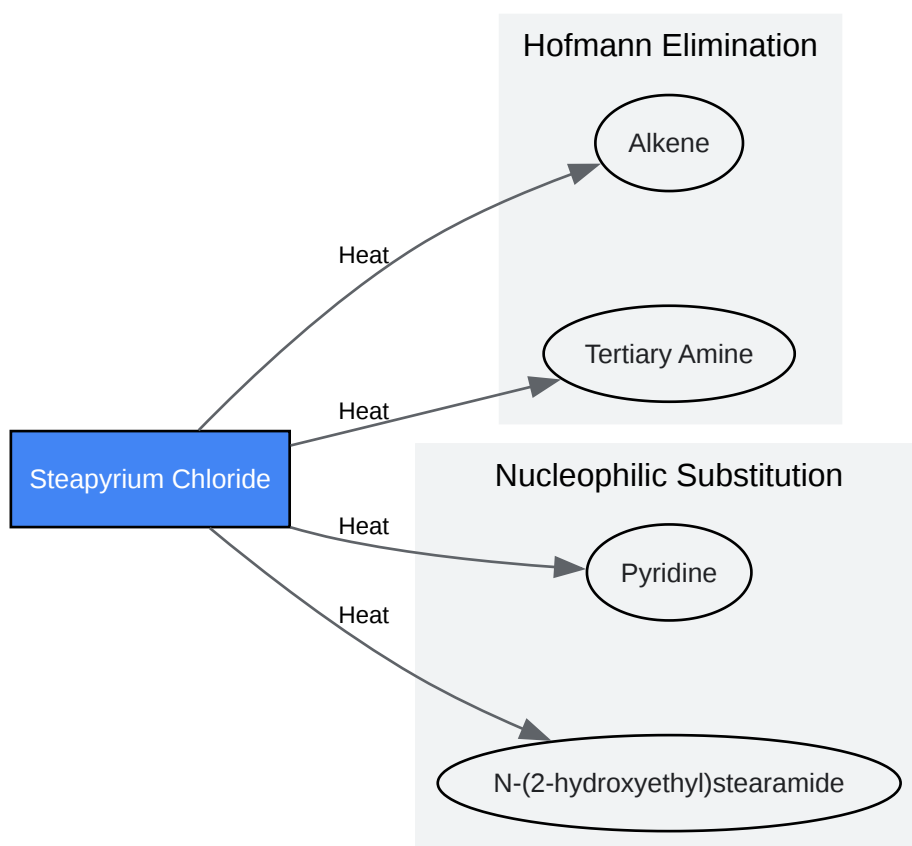 Hofmann Elimination
Alkene
Heat
Tertiary Amine
Heat
Steapyrium Chloride
Nucleophilic Substitution
Heat
Pyridine
Heat
N-(2-hydroxyethyl)stearamide